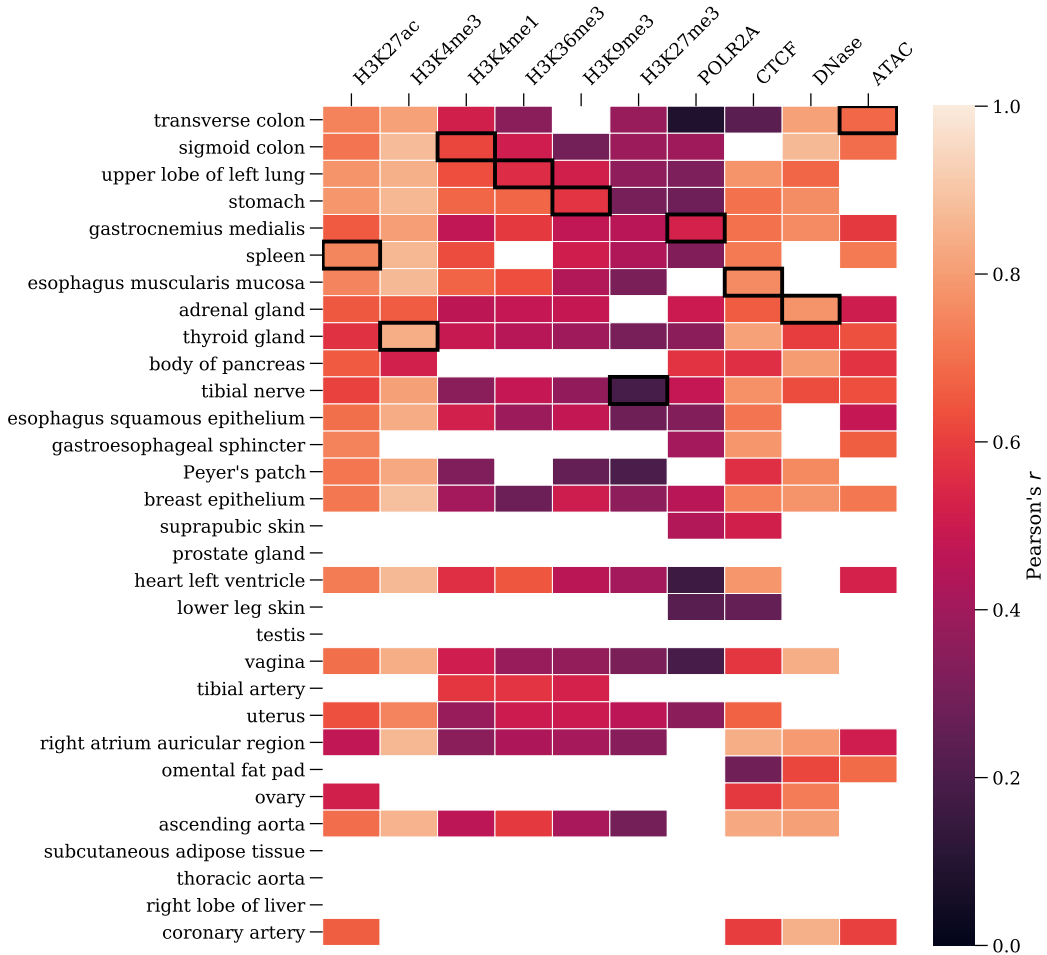 H3K27ac
H3K4me3
H3K4me1
H3K36me3
H3K9me3
H3K27me3
POLR2A
CTCF
DNase
ATAC
transverse colon
sigmoid colon
upper lobe of left lung
stomach
gastrocnemius medialis
spleen
esophagus muscularis mucosa
adrenal gland
thyroid gland
body of pancreas
tibial nerve
esophagus squamous epithelium
gastroesophageal sphincter
Peyer's patch
breast epithelium
suprapubic skin
prostate gland
heart left ventricle
lower leg skin
testis
vagina
tibial artery
uterus
right atrium auricular region
omental fat pad
ovary
ascending aorta
subcutaneous adipose tissue
thoracic aorta
right lobe of liver
coronary artery
1.0
0.8
0.6
0.4
0.2
0.0
Pearson's r